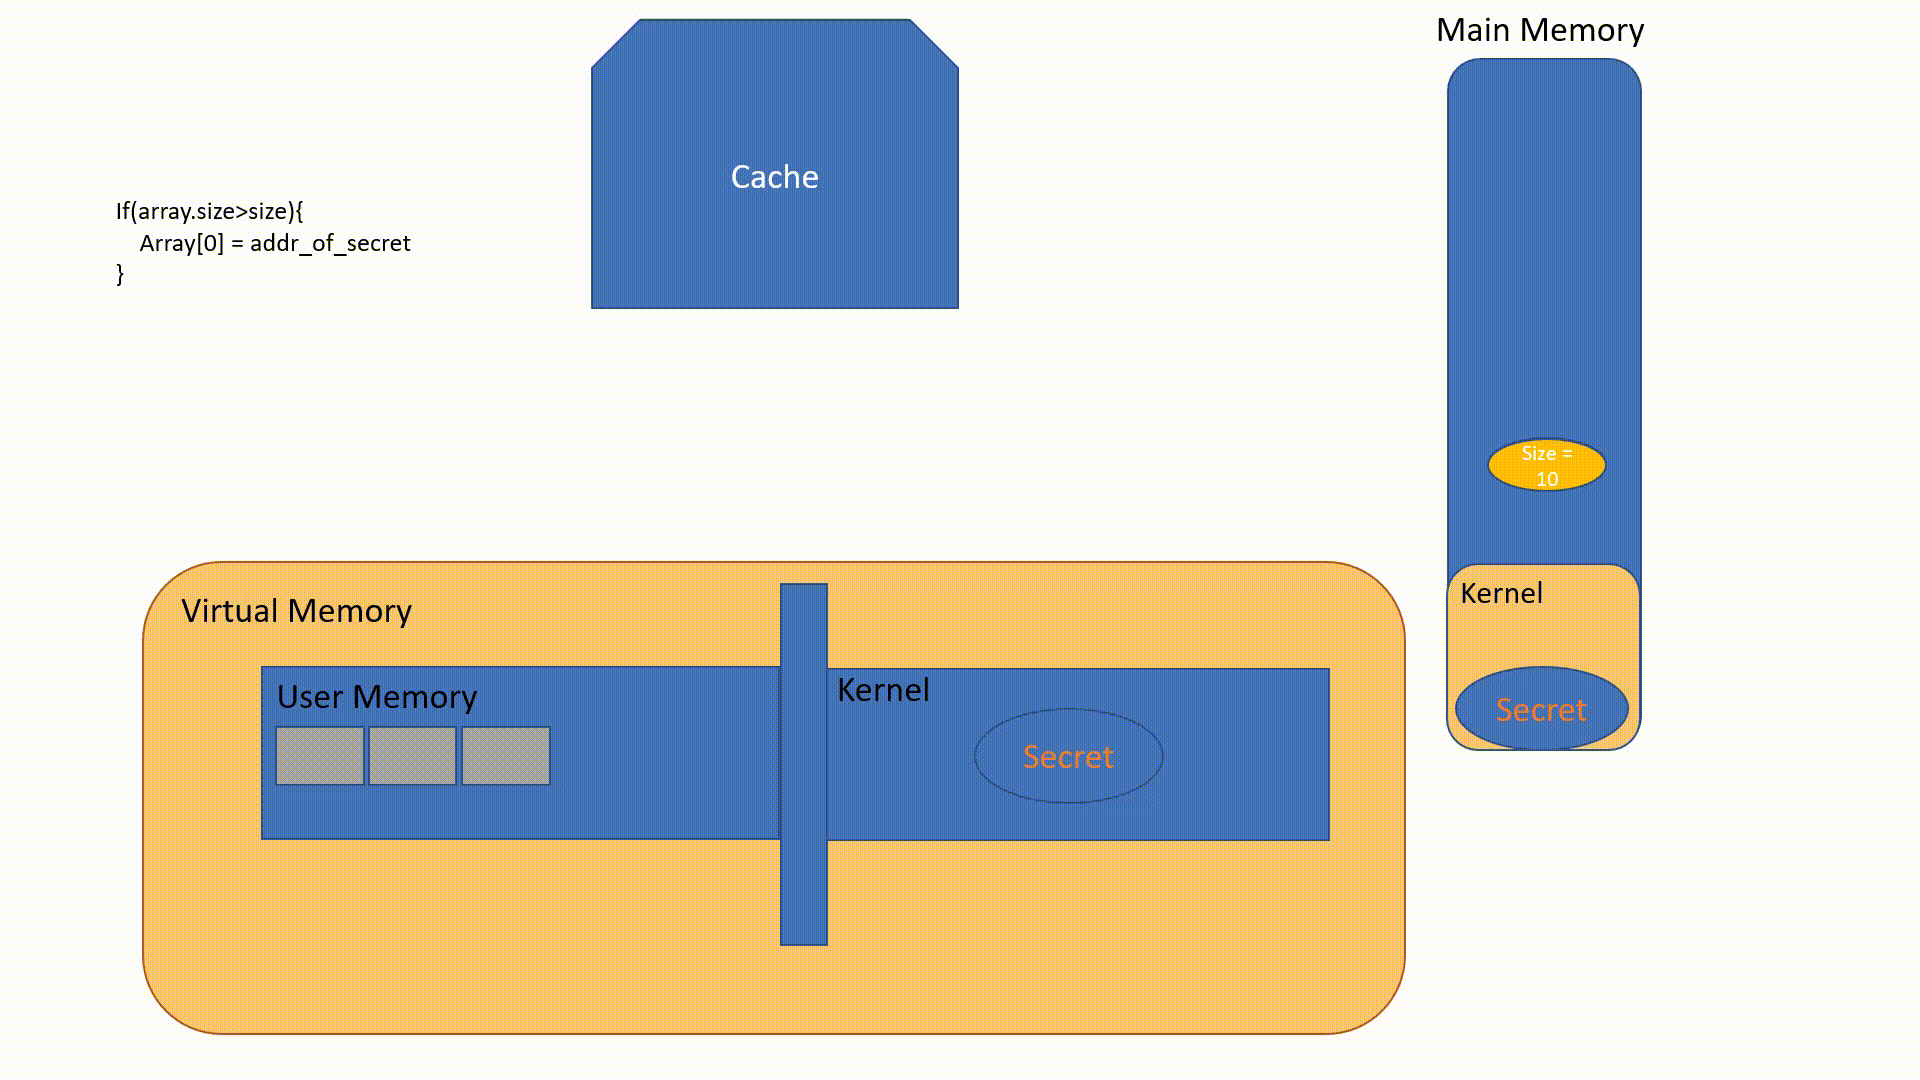 Main Memory
Cache
If(array.size>size){
Array[0] = addr_of_secret
}
Size =
10
Virtual Memory
Kernel
User Memory
Kernel
Secret
Secret